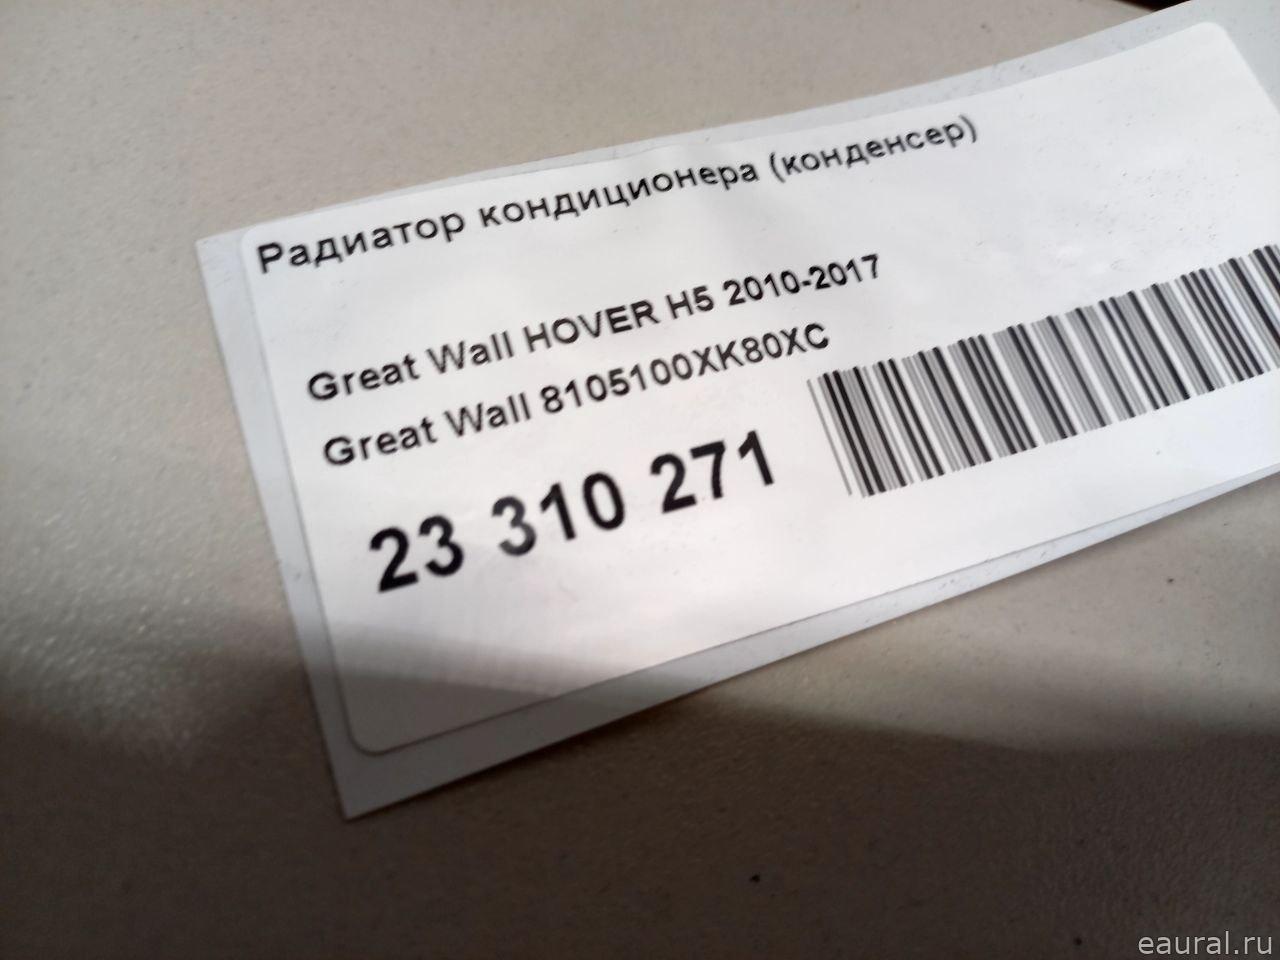 Радиатор кондиционера (конденсер)
Great Wall HOVER H5 2010-2017
Great Wall 8105100XK80XC
23 310 271
eaural.ru